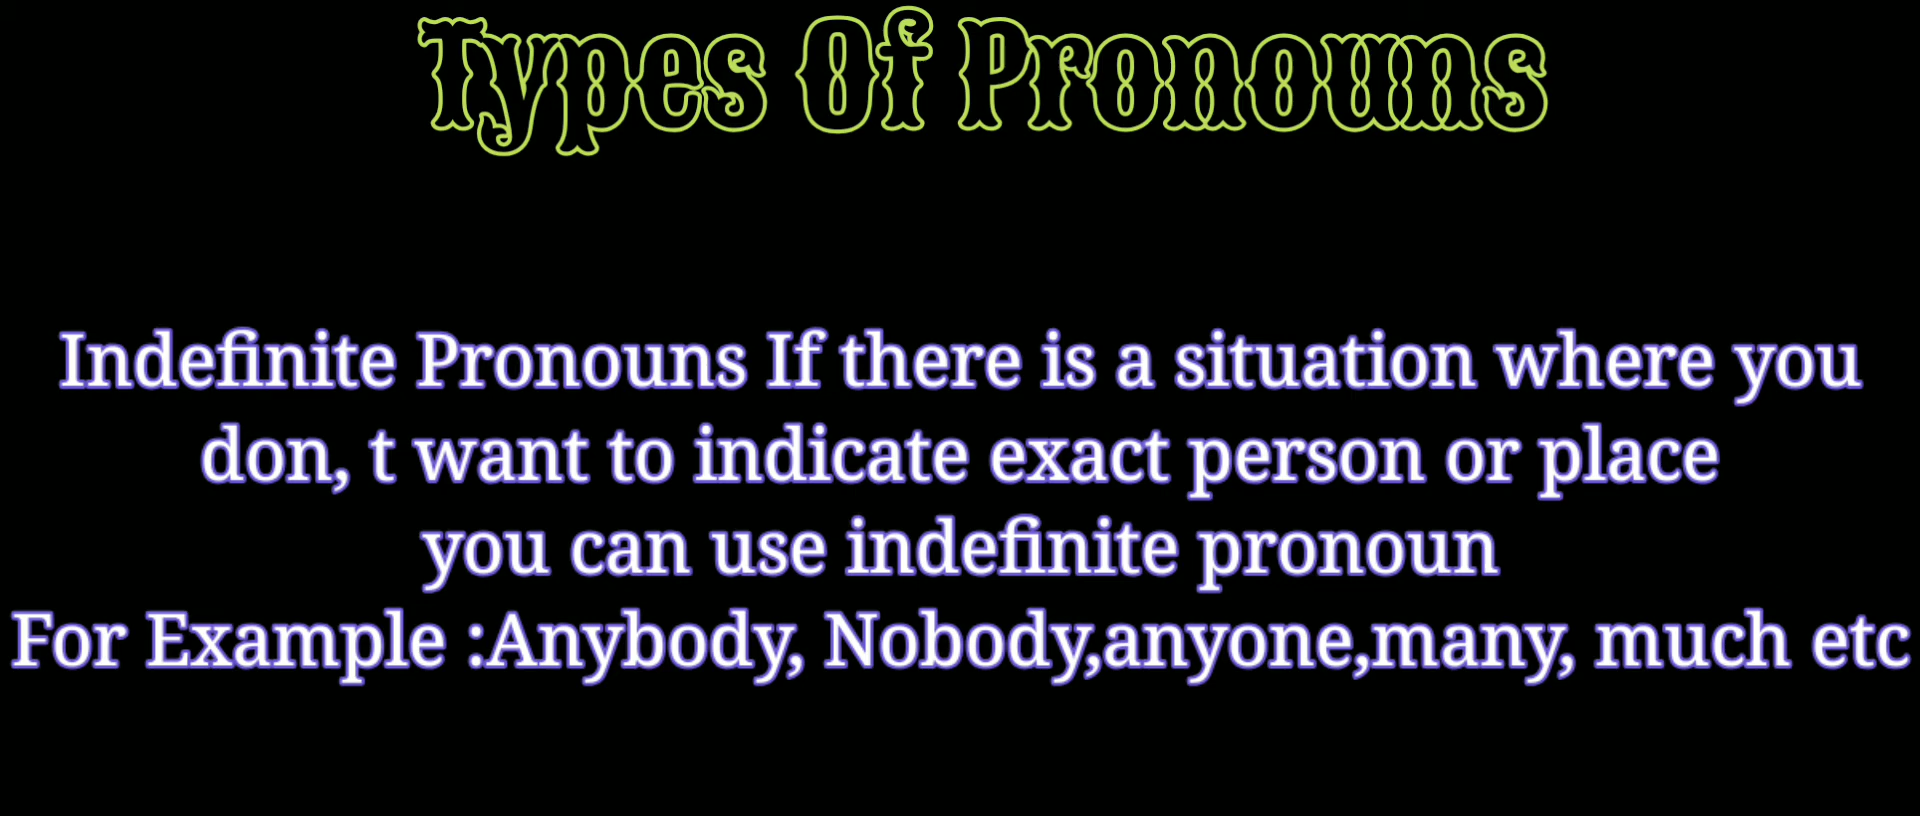 Types Of Pronouns
Indefinite Pronouns If there is a situation where you
don, t want to indicate exact person or place
you can use indefinite pronoun
For Example :Anybody, Nobody,anyone,many, much etc